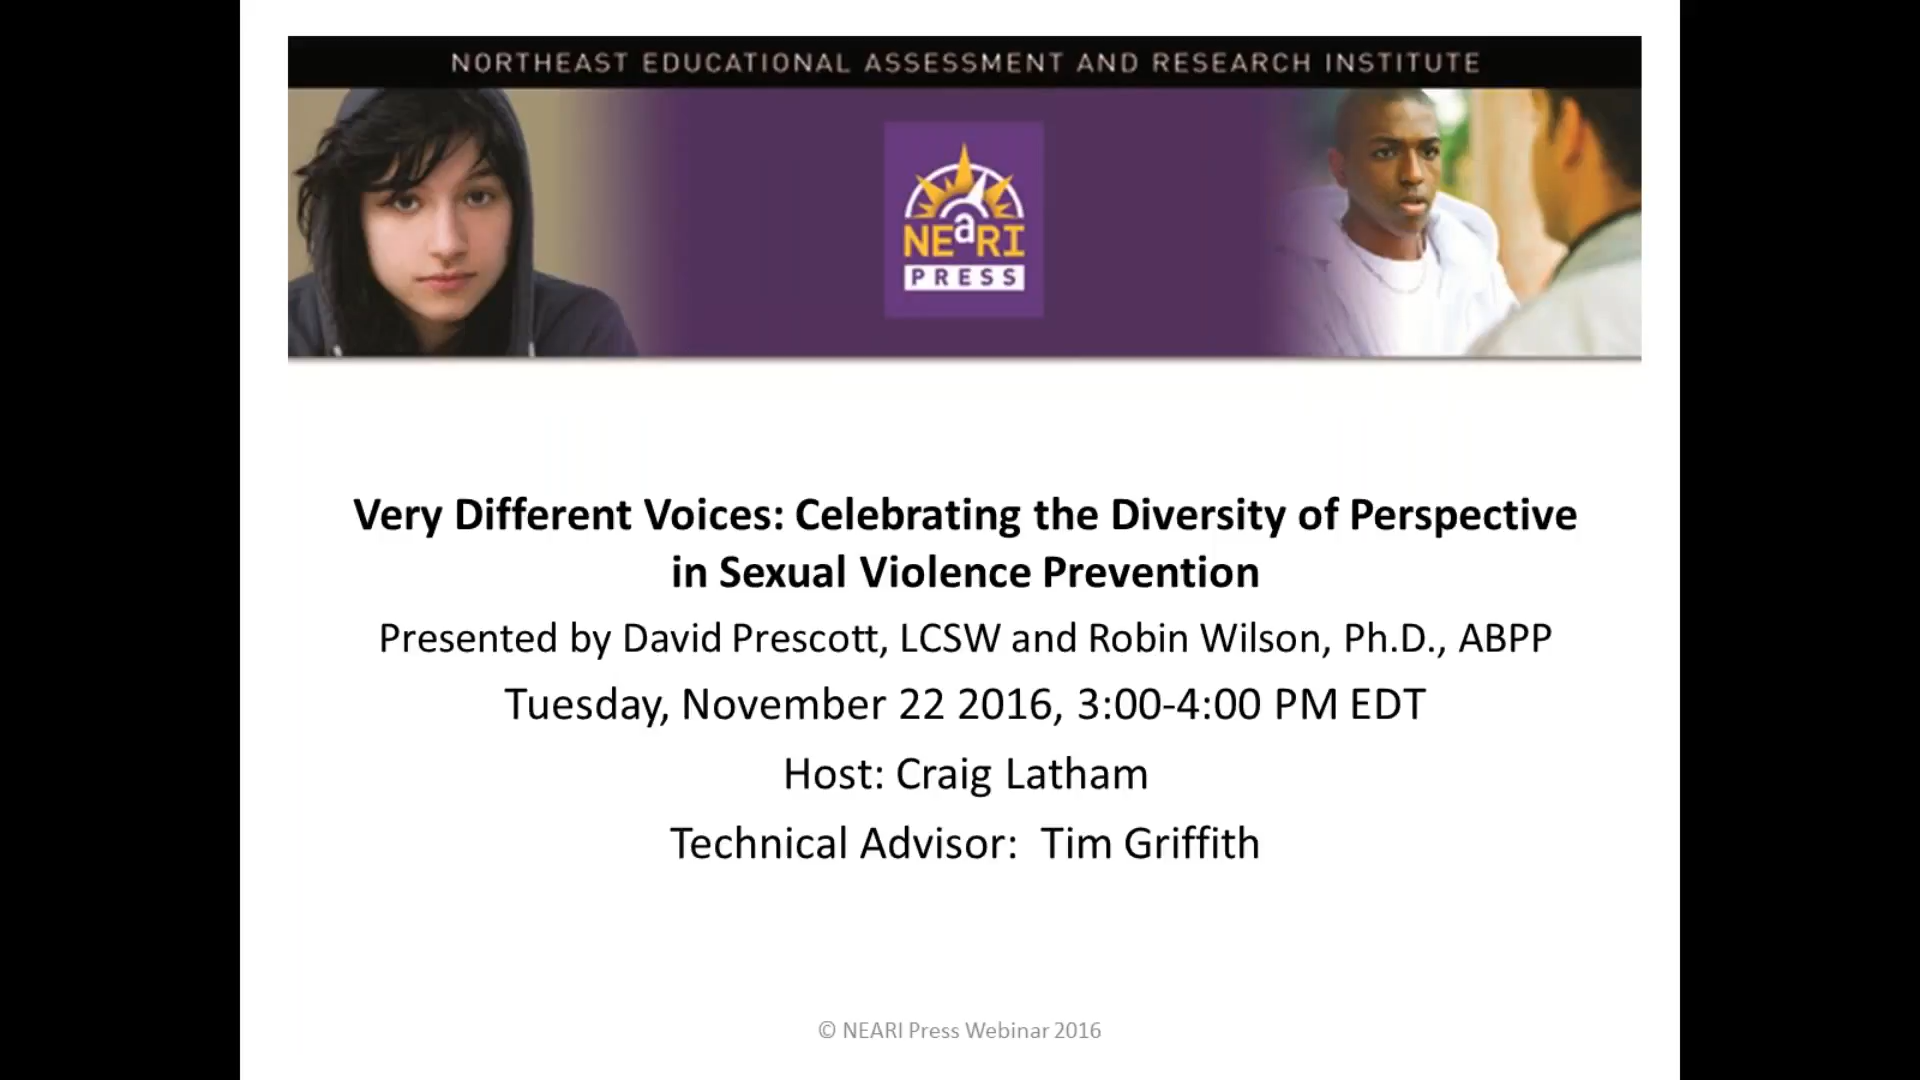 NORTHEAST EDUCATIONAL ASSESSMENT AND RESEARCH INSTITUTE
NEaRI
PRESS
Very Different Voices: Celebrating the Diversity of Perspective
in Sexual Violence Prevention
Presented by David Prescott, LCSW and Robin Wilson, Ph.D., ABPP
Tuesday, November 22 2016, 3:00-4:00 PM EDT
Host: Craig Latham
Technical Advisor:  Tim Griffith
© NEARI Press Webinar 2016